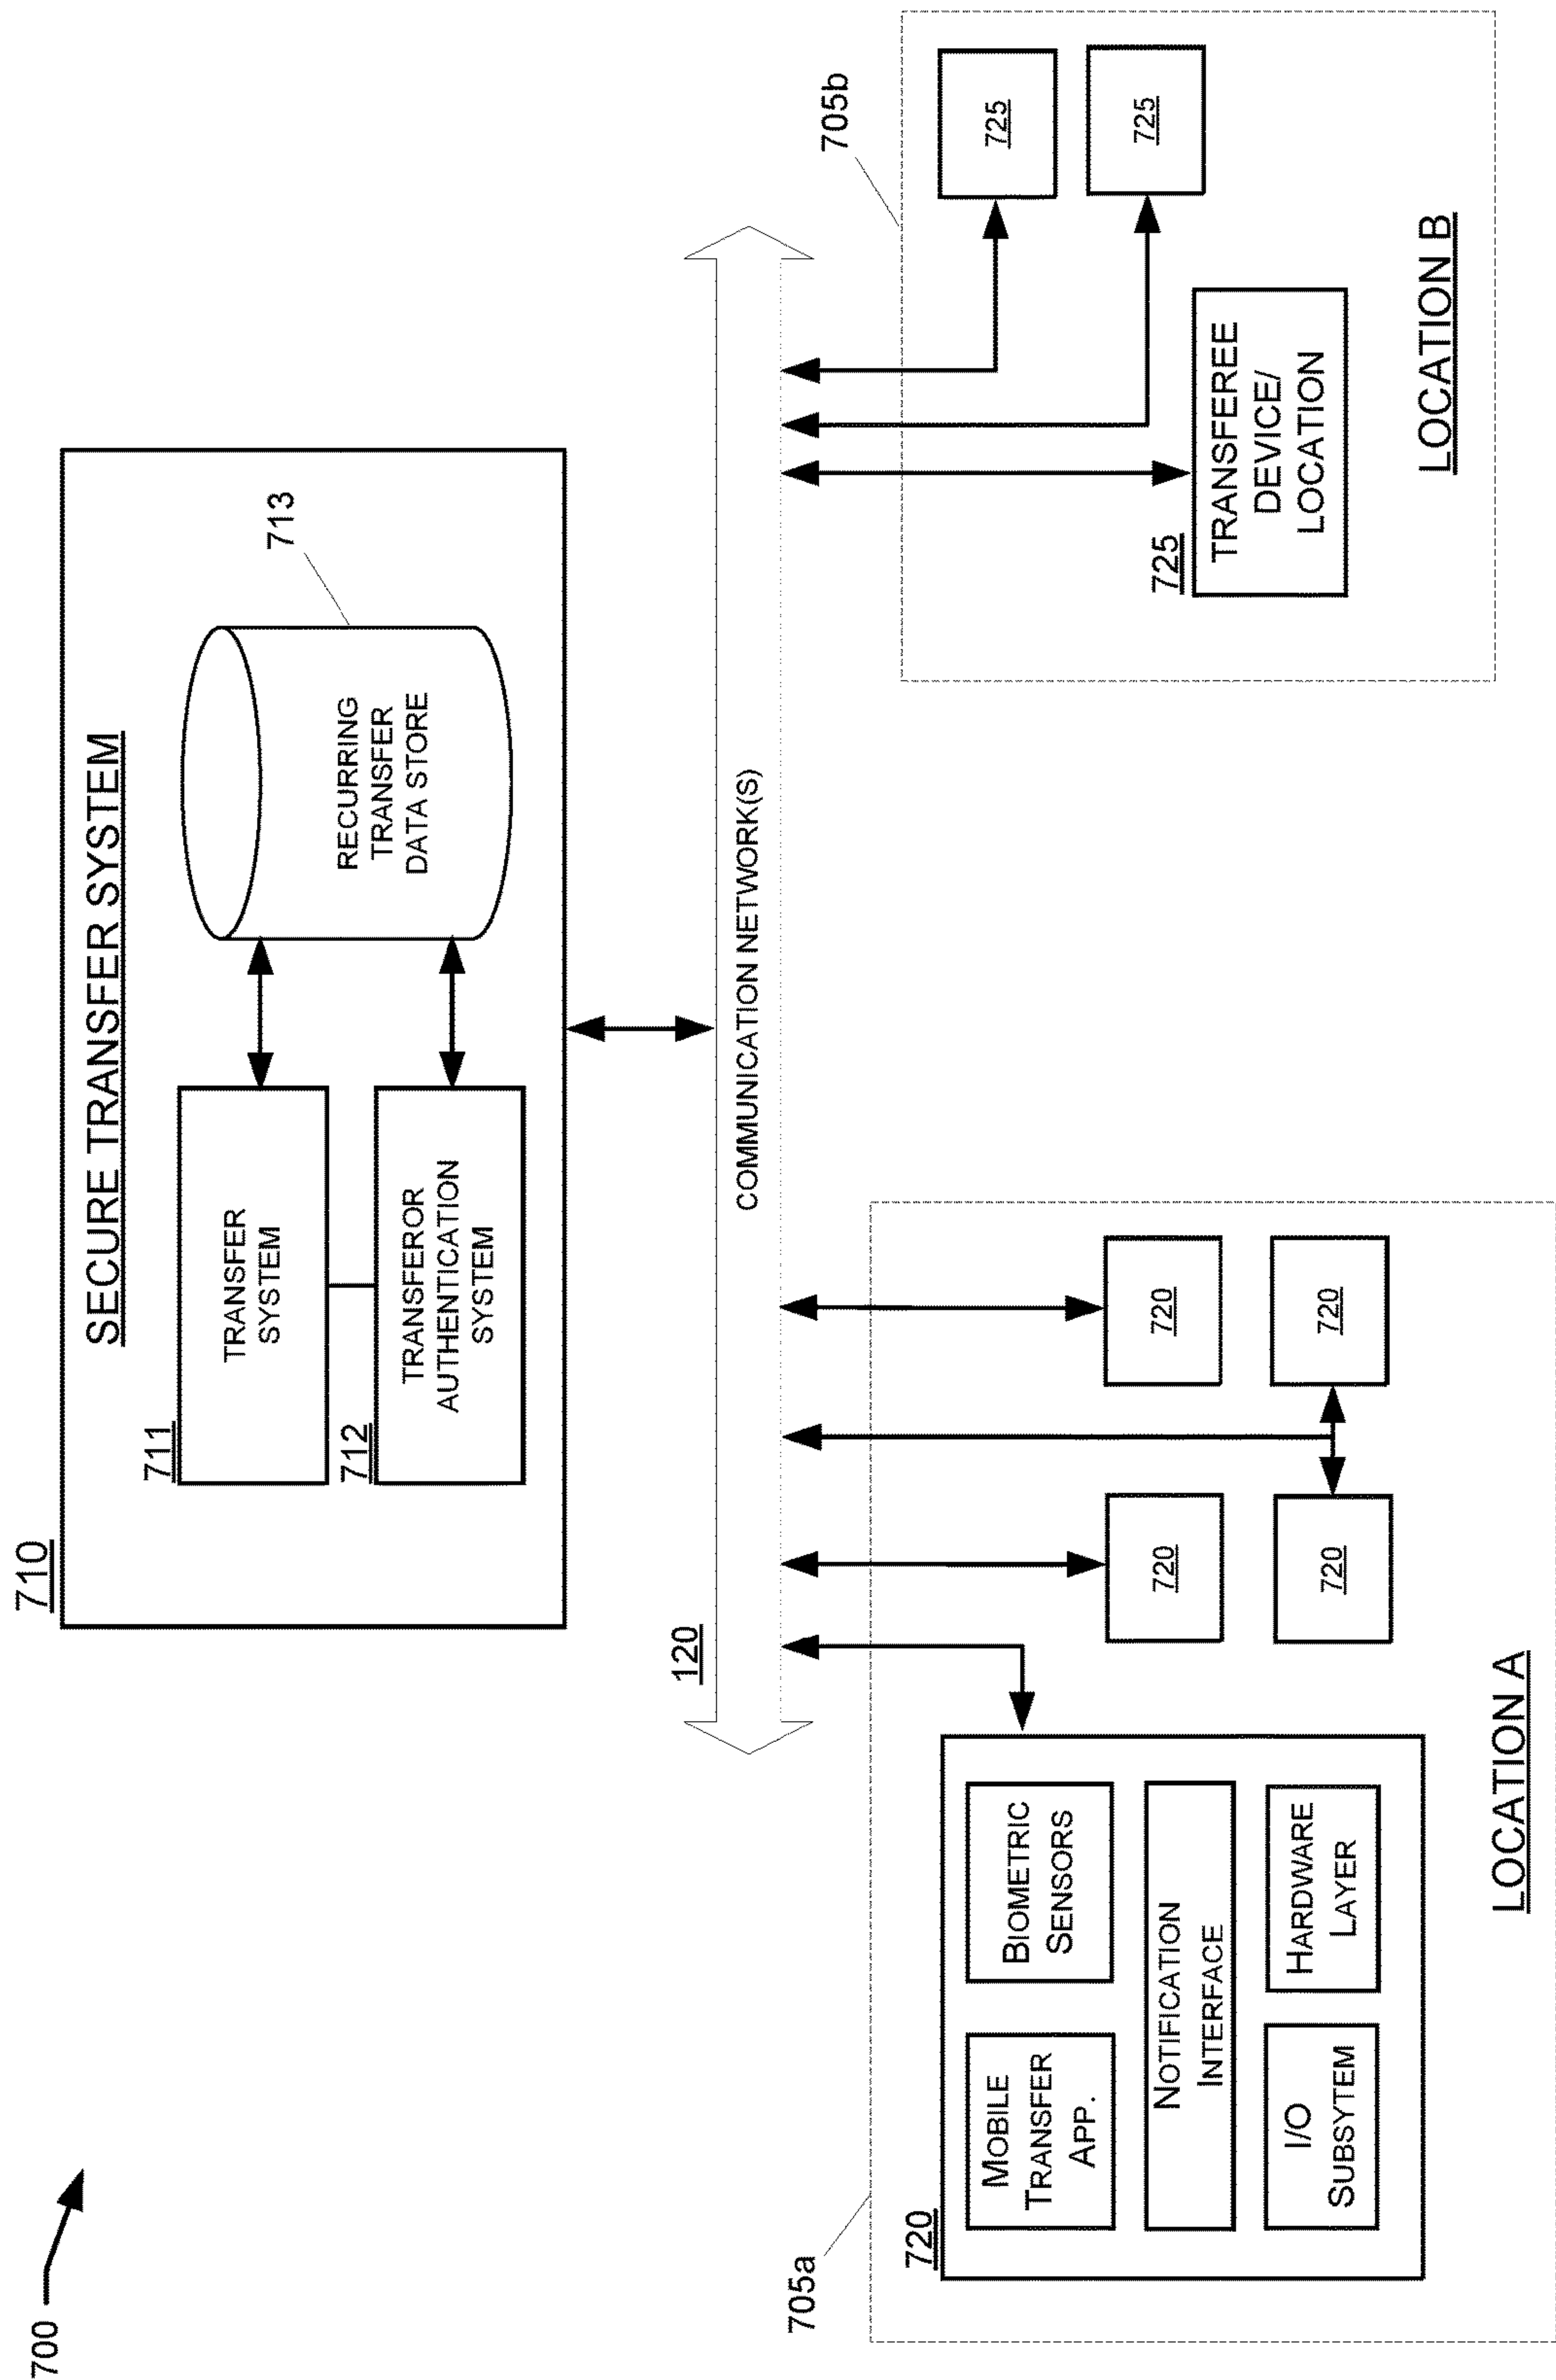 700
710
SECURE TRANSFER SYSTEM
711
TRANSFER
SYSTEM
712
TRANSFEROR
AUTHENTICATION
SYSTEM
RECURRING
TRANSFER
DATA STORE
713
120
COMMUNICATION NETWORK(S)
705a
720
MOBILE
TRANSFER
APP.
BIOMETRIC
SENSORS
NOTIFICATION
INTERFACE
I/O
SUBSYTEM
HARDWARE
LAYER
720
720
720
720
LOCATION A
705b
725
TRANSFEREE
DEVICE/
LOCATION
725
725
LOCATION B